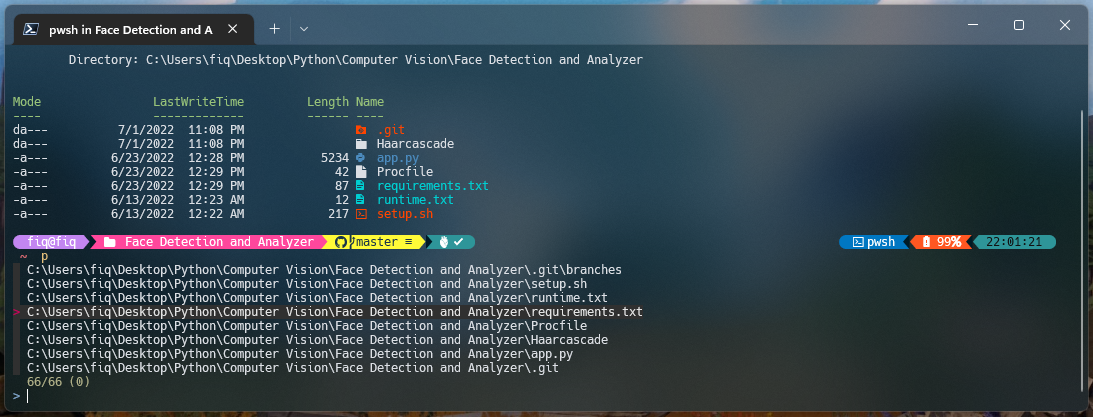 pwsh in Face Detection and A
Directory: C:\Users\fiq\Desktop\Python\Computer Vision\Face Detection and Analyzer
Mode LastWriteTime Length Name
---- ------------- ------ ----
da--- 7/1/2022 11:08 PM .git
da--- 7/1/2022 11:08 PM Haarcascade
-a--- 6/23/2022 12:28 PM 5234 app.py
-a--- 6/23/2022 12:29 PM 42 Procfile
-a--- 6/23/2022 12:29 PM 87 requirements.txt
-a--- 6/13/2022 12:23 AM 12 runtime.txt
-a--- 6/13/2022 12:22 AM 217 setup.sh
fiq@fiq Face Detection and Analyzer master ≡ pwsh 99% 22:01:21
~ p
C:\Users\fiq\Desktop\Python\Computer Vision\Face Detection and Analyzer\.git\branches
C:\Users\fiq\Desktop\Python\Computer Vision\Face Detection and Analyzer\setup.sh
C:\Users\fiq\Desktop\Python\Computer Vision\Face Detection and Analyzer\runtime.txt
> C:\Users\fiq\Desktop\Python\Computer Vision\Face Detection and Analyzer\requirements.txt
C:\Users\fiq\Desktop\Python\Computer Vision\Face Detection and Analyzer\Procfile
C:\Users\fiq\Desktop\Python\Computer Vision\Face Detection and Analyzer\Haarcascade
C:\Users\fiq\Desktop\Python\Computer Vision\Face Detection and Analyzer\app.py
C:\Users\fiq\Desktop\Python\Computer Vision\Face Detection and Analyzer\.git
66/66 (0)
>